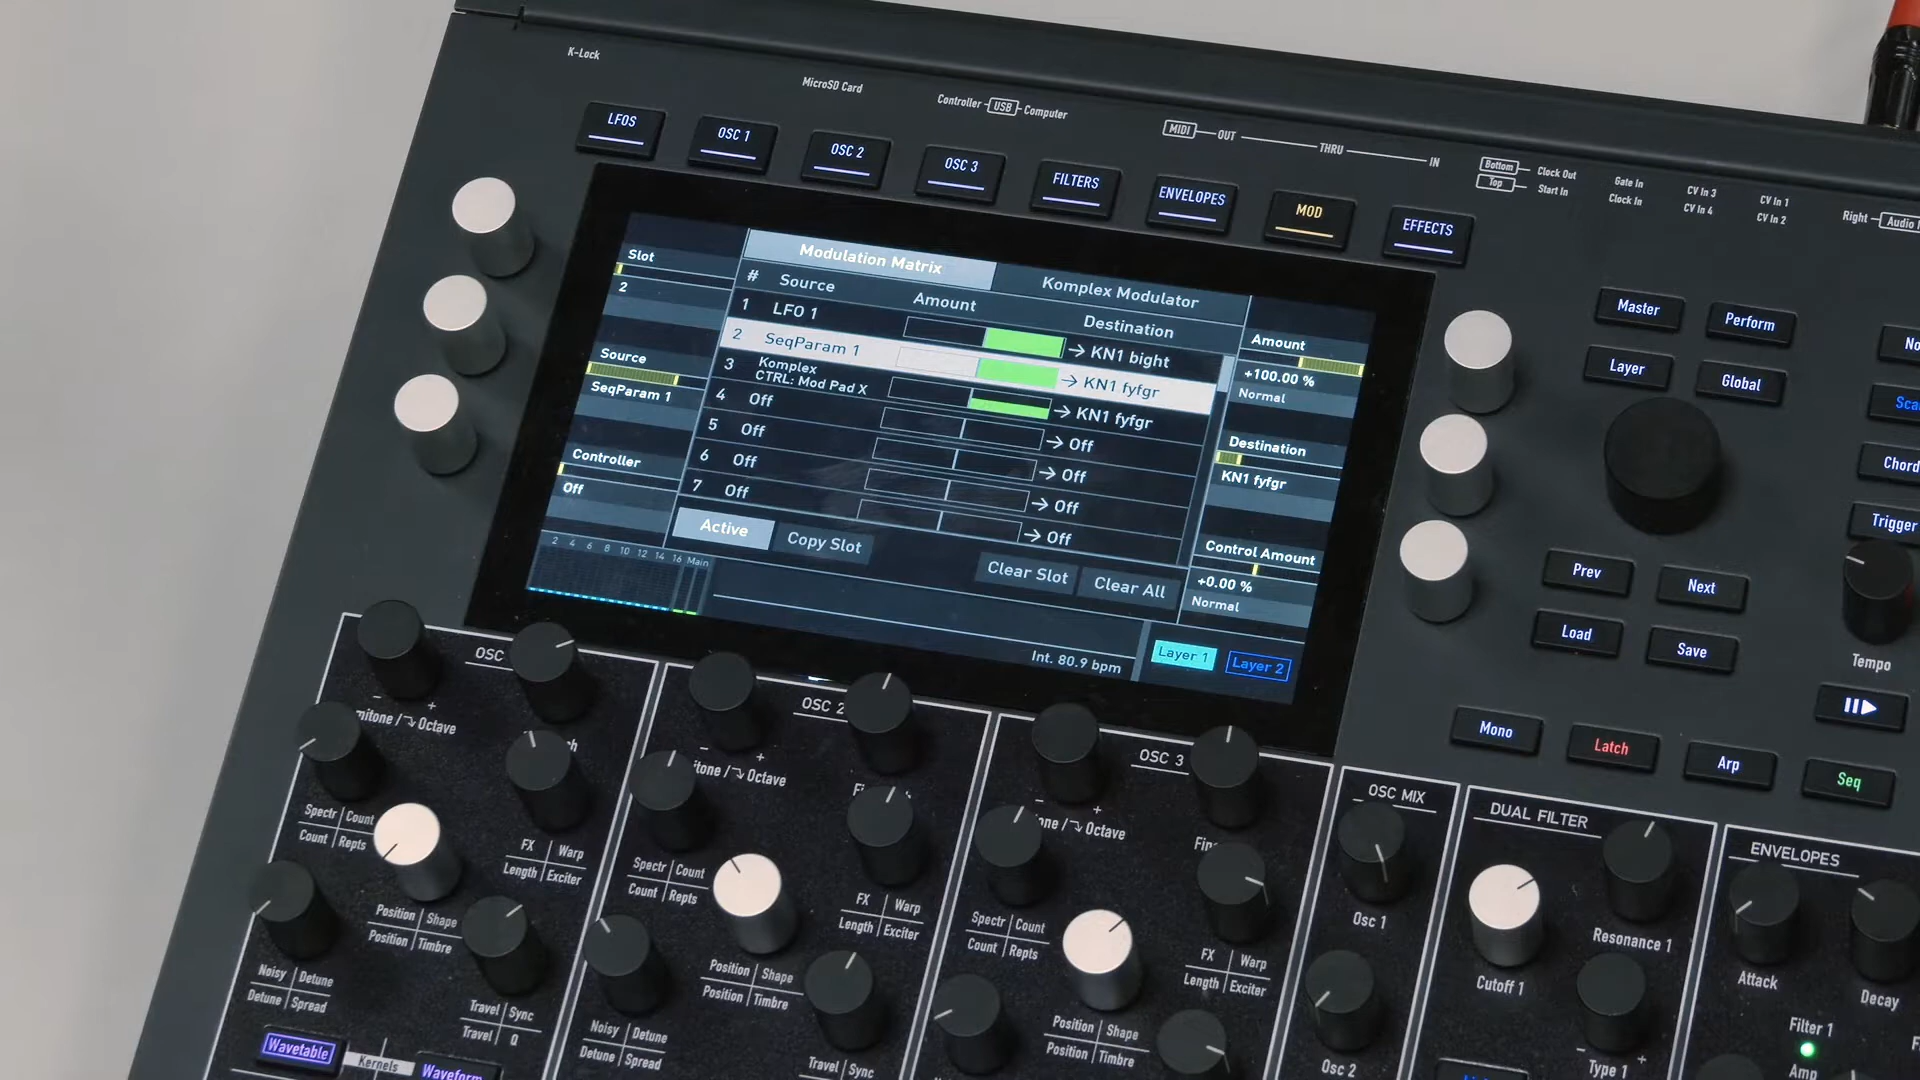 K-Lock
MicroSD Card
Controller USB Computer
MIDI OUT THRU IN
Bottom Clock Out
Top Start In
Gate In
Clock In
CV In 3
CV In 4
CV In 1
CV In 2
Right
LFOS
OSC 1
OSC 2
OSC 3
FILTERS
ENVELOPES
MOD
EFFECTS
Slot
2
Source
SeqParam 1
Controller
Off
Modulation Matrix
Komplex Modulator
# Source Amount Destination
1 LFO 1 → KN1 bight
2 SeqParam 1 → KN1 fyfgr
3 Komplex
CTRL: Mod Pad X → KN1 fyfgr
4 Off → Off
5 Off → Off
6 Off → Off
7 Off → Off
Active
Copy Slot
Clear Slot
Clear All
Amount
+100.00 %
Normal
Destination
KN1 fyfgr
Control Amount
+0.00 %
Normal
2 4 6 8 10 12 14 16 Main
Int. 80.9 bpm
Layer 1
Layer 2
Master
Perform
Layer
Global
Chord
Trigger
Prev
Next
Load
Save
Tempo
Mono
Latch
Arp
Seq
OSC
- +
/ Octave
Spectr Count
Count Repts
FX Warp
Length Exciter
Position Shape
Position Timbre
Noisy Detune
Detune Spread
Travel Sync
Travel Q
Wavetable
Kernels
Waveform
OSC 2
- +
/ Octave
Spectr Count
Count Repts
FX Warp
Length Exciter
Position Shape
Position Timbre
Noisy Detune
Detune Spread
Travel Sync
OSC 3
- +
/ Octave
Spectr Count
Count Repts
FX Warp
Length Exciter
Position Shape
Position Timbre
OSC MIX
Osc 1
Osc 2
DUAL FILTER
Cutoff 1
Resonance 1
- +
Type 1
ENVELOPES
Attack
Decay
Filter 1
Amp